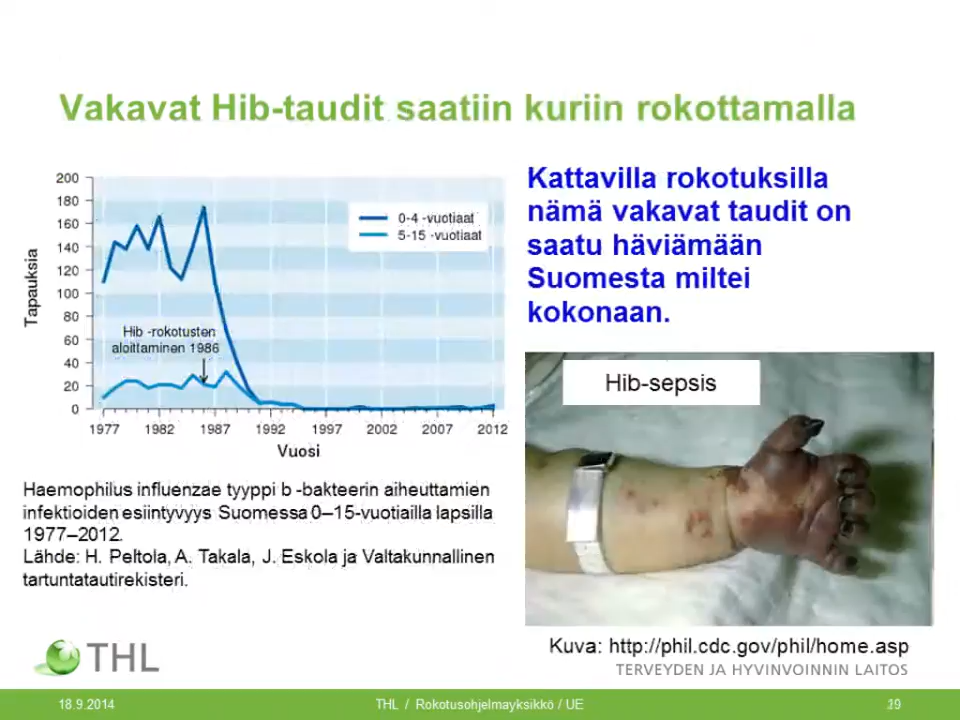 Vakavat Hib-taudit saatiin kuriin rokottamalla
200
180
160
140
120
100
80
60
40
20
0
Tapauksia
0-4 -vuotiaat
5-15 -vuotiaat
Hib -rokotusten
aloittaminen 1986
1977
1982
1987
1992
1997
2002
2007
2012
Vuosi
Haemophilus influenzae tyyppi b -bakteerin aiheuttamien
infektioiden esiintyvyys Suomessa 0–15-vuotiailla lapsilla
1977–2012.
Lähde: H. Peltola, A. Takala, J. Eskola ja Valtakunnallinen
tartuntatautirekisteri.
Kattavilla rokotuksilla
nämä vakavat taudit on
saatu häviämään
Suomesta miltei
kokonaan.
Hib-sepsis
Kuva: http://phil.cdc.gov/phil/home.asp
THL
TERVEYDEN JA HYVINVOINNIN LAITOS
18.9.2014
THL / Rokotusohjelmayksikkö / UE